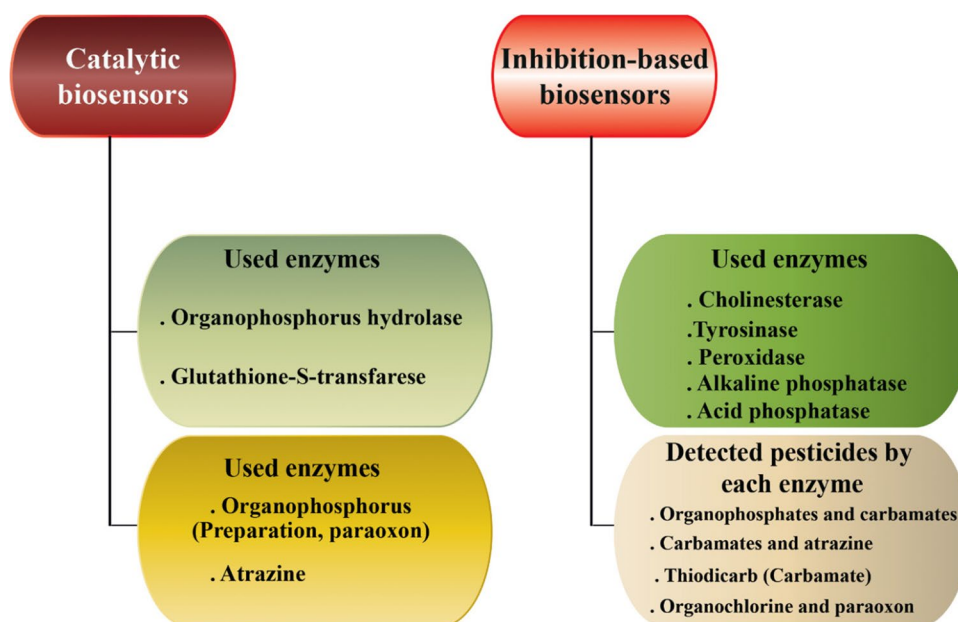 Catalytic
biosensors
Used enzymes
. Organophosphorus hydrolase
. Glutathione-S-transfarese
Used enzymes
. Organophosphorus
(Preparation, paraoxon)
. Atrazine
Inhibition-based
biosensors
Used enzymes
. Cholinesterase
.Tyrosinase
. Peroxidase
. Alkaline phosphatase
. Acid phosphatase
Detected pesticides by
each enzyme
. Organophosphates and carbamates
. Carbamates and atrazine
. Thiodicarb (Carbamate)
. Organochlorine and paraoxon